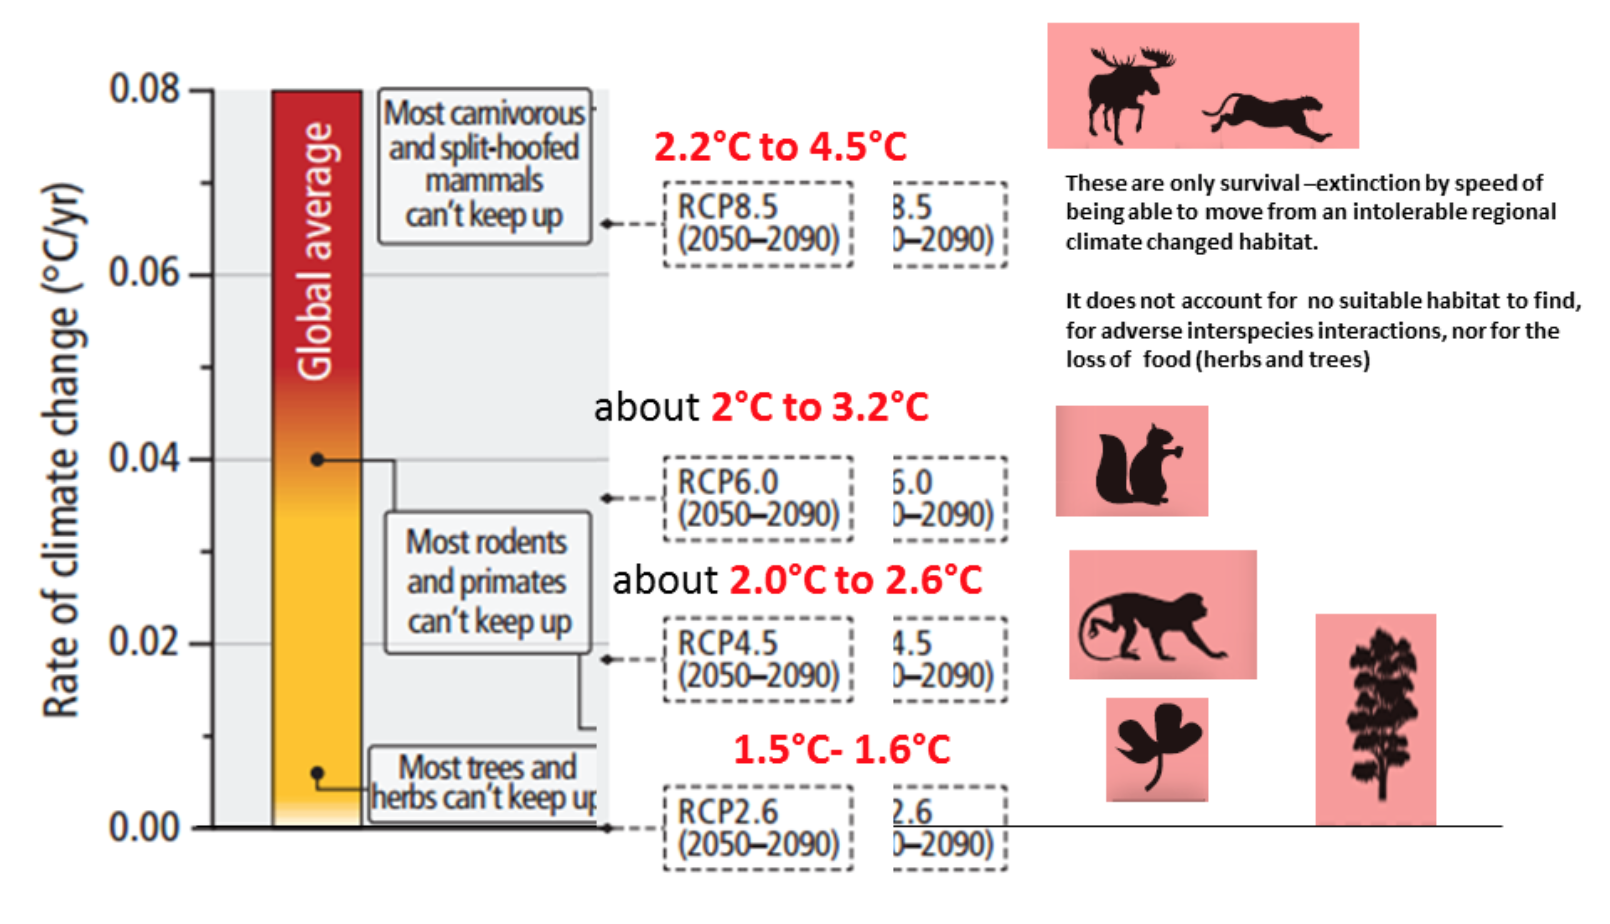 Rate of climate change (°C/yr)
0.08
0.06
0.04
0.02
0.00
Global average
Most carnivorous
and split-hoofed
mammals
can't keep up
Most rodents
and primates
can't keep up
Most trees and
herbs can't keep up
2.2°C to 4.5°C
RCP8.5
(2050–2090)
8.5
0–2090)
about 2°C to 3.2°C
RCP6.0
(2050–2090)
6.0
0–2090)
about 2.0°C to 2.6°C
RCP4.5
(2050–2090)
4.5
0–2090)
1.5°C- 1.6°C
RCP2.6
(2050–2090)
2.6
0–2090)
These are only survival –extinction by speed of
being able to move from an intolerable regional
climate changed habitat.
It does not account for no suitable habitat to find,
for adverse interspecies interactions, nor for the
loss of food (herbs and trees)